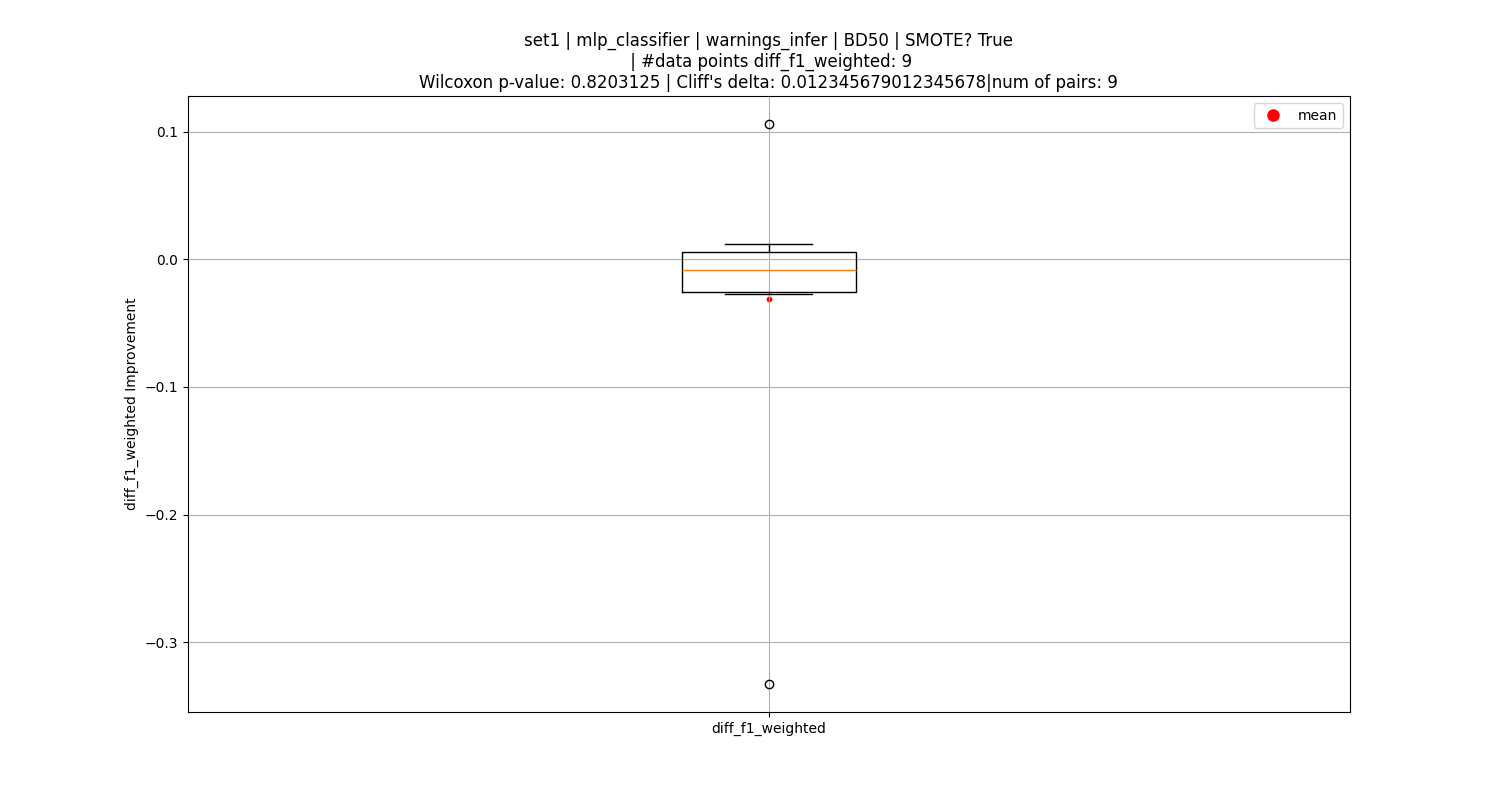 set1 | mlp_classifier | warnings_infer | BD50 | SMOTE? True
| #data points diff_f1_weighted: 9
Wilcoxon p-value: 0.8203125 | Cliff's delta: 0.012345679012345678|num of pairs: 9
mean
0.1
0.0
−0.1
−0.2
−0.3
diff_f1_weighted Improvement
diff_f1_weighted